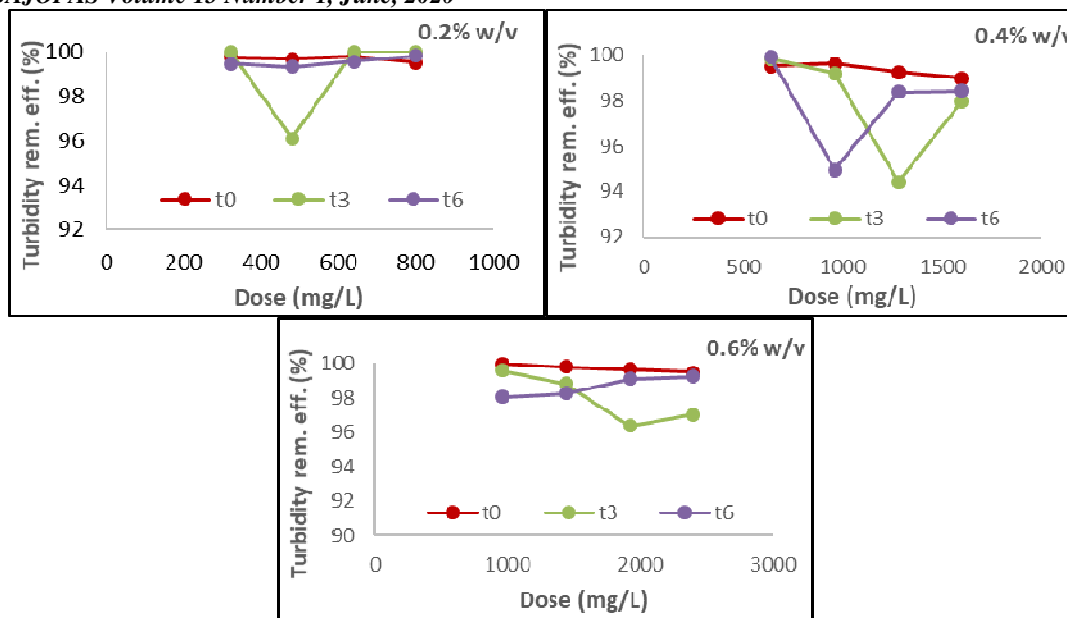 BAJOPAS Volume 13 Number 1, June, 2020
0.2% w/v
Turbidity rem. eff. (%)
100
98
96
94
92
t0 t3 t6
0 200 400 600 800 1000
Dose (mg/L)
0.4% w/v
Turbidity rem. eff. (%)
100
98
96
94
92
t0 t3 t6
0 500 1000 1500 2000
Dose (mg/L)
0.6% w/v
Turbidity rem. eff. (%)
100
98
96
94
92
90
t0 t3 t6
0 1000 2000 3000
Dose (mg/L)